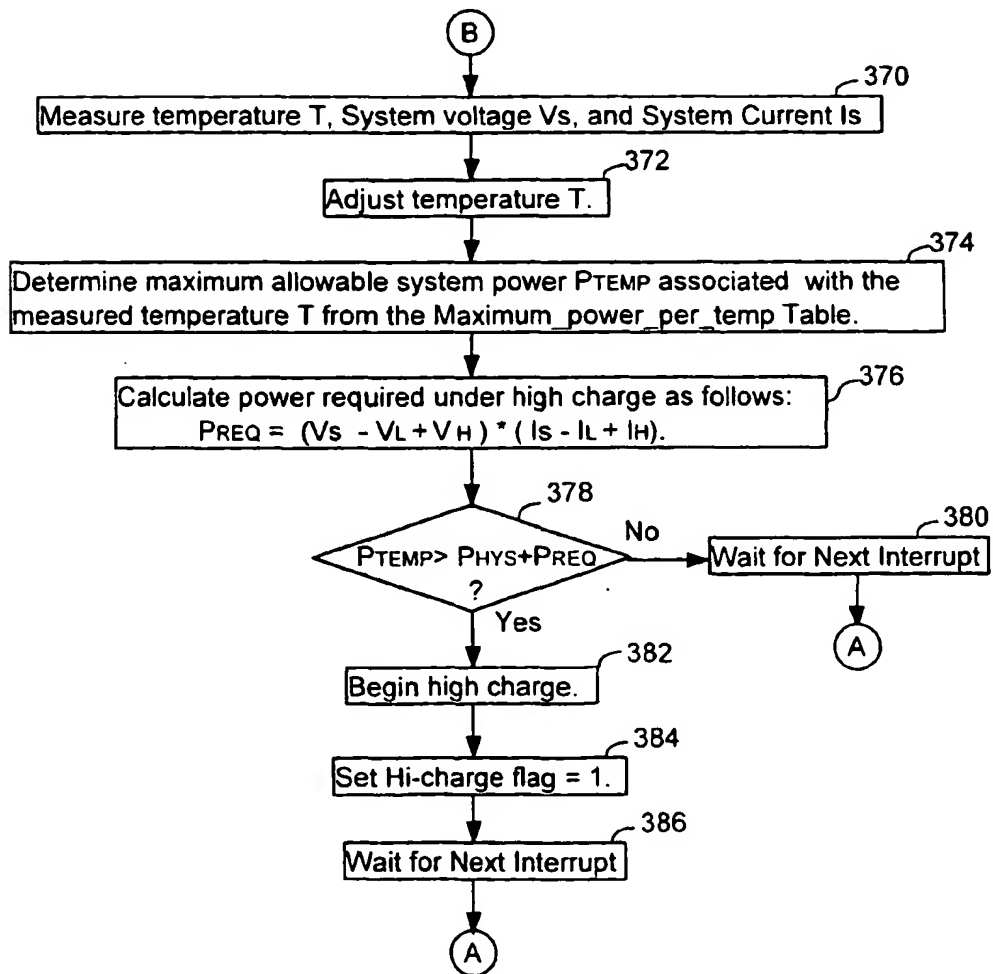 B
370
Measure temperature T, System voltage Vs, and System Current Is
372
Adjust temperature T.
374
Determine maximum allowable system power PTEMP associated with the
measured temperature T from the Maximum_power_per_temp Table.
376
Calculate power required under high charge as follows:
PREQ = (VS - VL + VH) * (IS - IL + IH).
378
PTEMP> PHYS+PREQ
?
No
380
Wait for Next Interrupt
A
Yes
382
Begin high charge.
384
Set Hi-charge flag = 1.
386
Wait for Next Interrupt
A